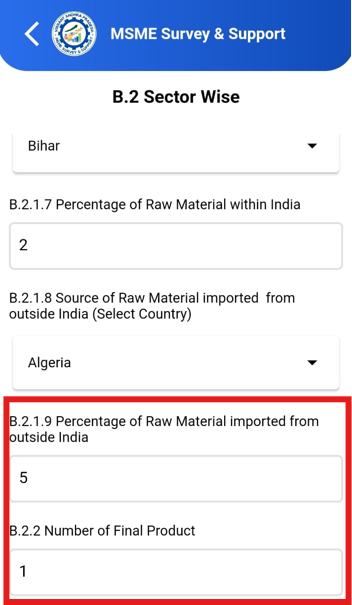 MSME Survey & Support
B.2 Sector Wise
Bihar
B.2.1.7 Percentage of Raw Material within India
2
B.2.1.8 Source of Raw Material imported from
outside India (Select Country)
Algeria
B.2.1.9 Percentage of Raw Material imported from
outside India
5
B.2.2 Number of Final Product
1